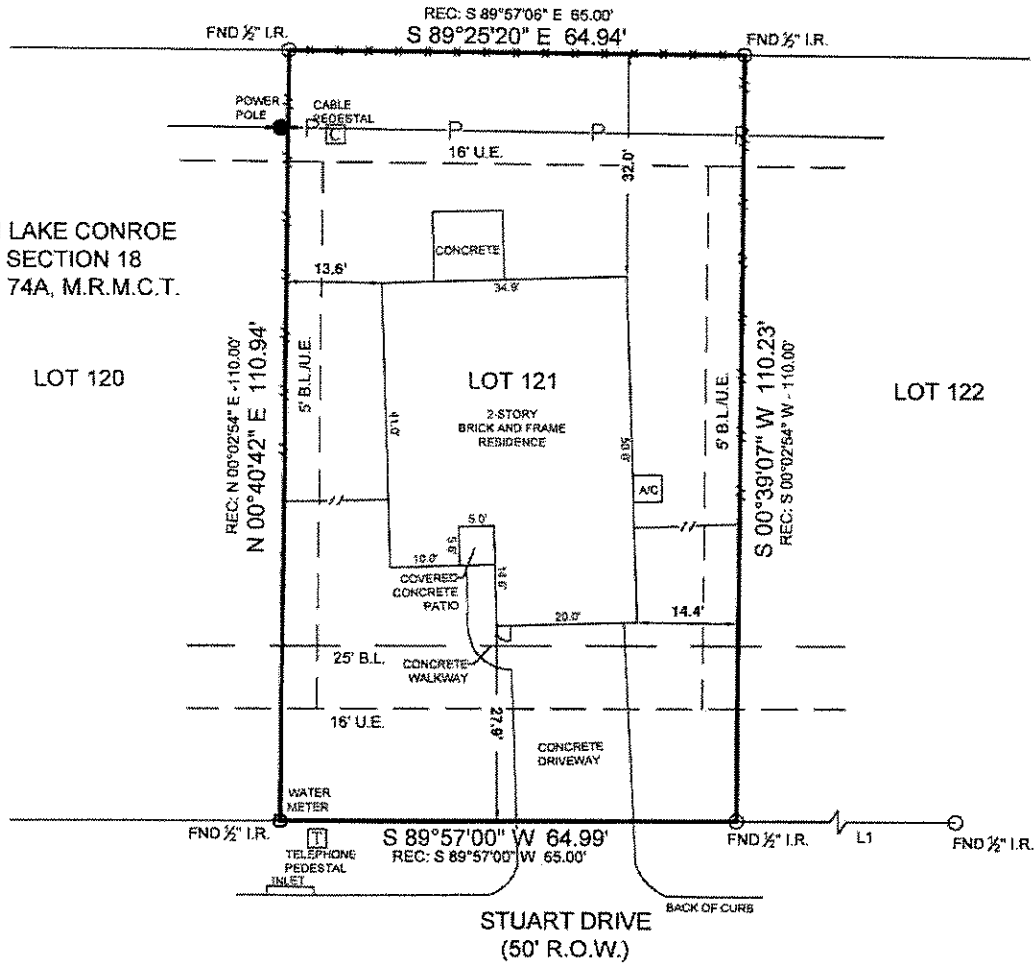 REC: S 89°57'06" E 65.00'
S 89°25'20" E 64.94'
FND ½" I.R.
FND ½" I.R.
POWER
POLE
CABLE
PEDESTAL
C
P
P
P
P
16' U.E.
32.0'
LAKE CONROE
SECTION 18
74A, M.R.M.C.T.
CONCRETE
13.6'
34.9'
LOT 120
REC: N 00°02'54" E -110.00'
N 00°40'42" E 110.94'
5' B.L./U.E.
41.0'
LOT 121
2-STORY
BRICK AND FRAME
RESIDENCE
50.0'
A/C
5' B.L./U.E.
S 00°39'07" W 110.23'
REC: S 00°02'54" W - 110.00'
LOT 122
5.0'
10.0'
COVERED
CONCRETE
PATIO
20.0'
14.4'
25' B.L.
CONCRETE
WALKWAY
27.9'
16' U.E.
CONCRETE
DRIVEWAY
WATER
METER
FND ½" I.R.
T
TELEPHONE
PEDESTAL
INLET
S 89°57'00" W 64.99'
REC: S 89°57'00" W 65.00'
FND ½" I.R.
L1
FND ½" I.R.
BACK OF CURB
STUART DRIVE
(50' R.O.W.)